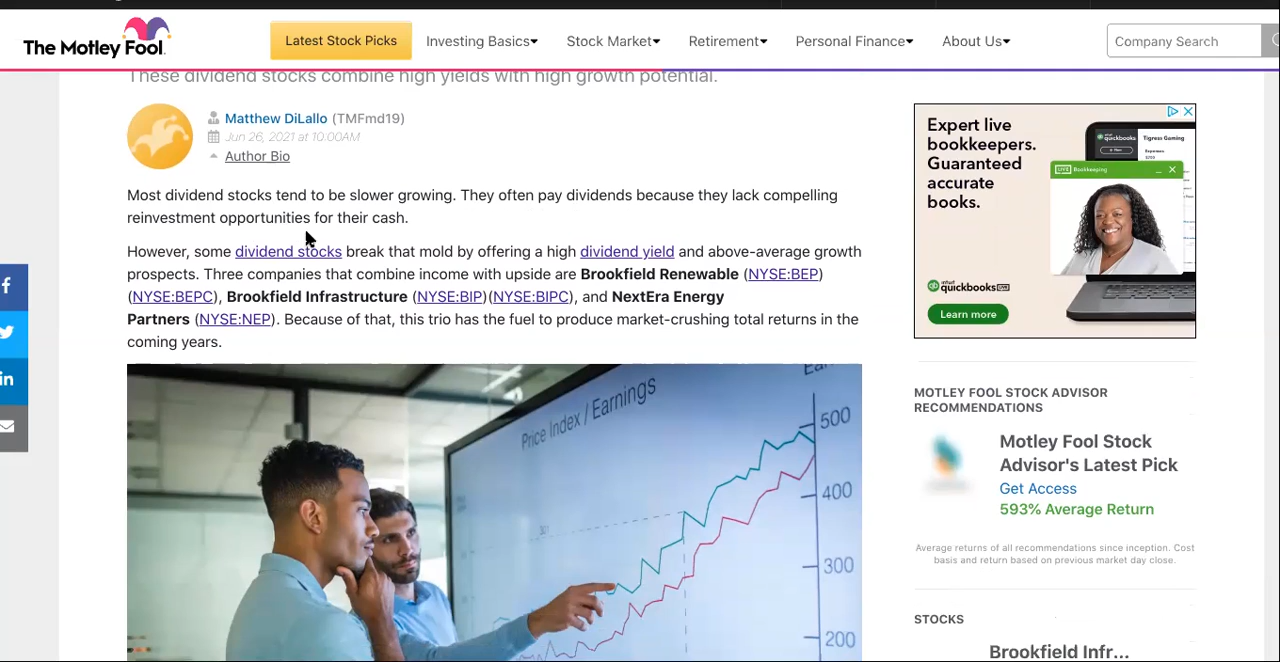 The Motley Fool.
Latest Stock Picks
Investing Basics
Stock Market
Retirement
Personal Finance
About Us
Company Search
These dividend stocks combine high yields with high growth potential.
Matthew DiLallo (TMFmd19)
Jun 26, 2021 at 10:00AM
Author Bio
Most dividend stocks tend to be slower growing. They often pay dividends because they lack compelling
reinvestment opportunities for their cash.
However, some dividend stocks break that mold by offering a high dividend yield and above-average growth
prospects. Three companies that combine income with upside are Brookfield Renewable (NYSE:BEP)
(NYSE:BEPC), Brookfield Infrastructure (NYSE:BIP)(NYSE:BIPC), and NextEra Energy
Partners (NYSE:NEP). Because of that, this trio has the fuel to produce market-crushing total returns in the
coming years.
Price Index / Earnings
500
400
300
200
301
Expert live
bookkeepers.
Guaranteed
accurate
books.
intuit
quickbooks
LIVE
Learn more
quickbooks
Tigress Gaming
LIVE Bookkeeping
MOTLEY FOOL STOCK ADVISOR
RECOMMENDATIONS
Motley Fool Stock
Advisor's Latest Pick
Get Access
593% Average Return
Average returns of all recommendations since inception. Cost
basis and return based on previous market day close.
STOCKS
Brookfield Infr...
f
in